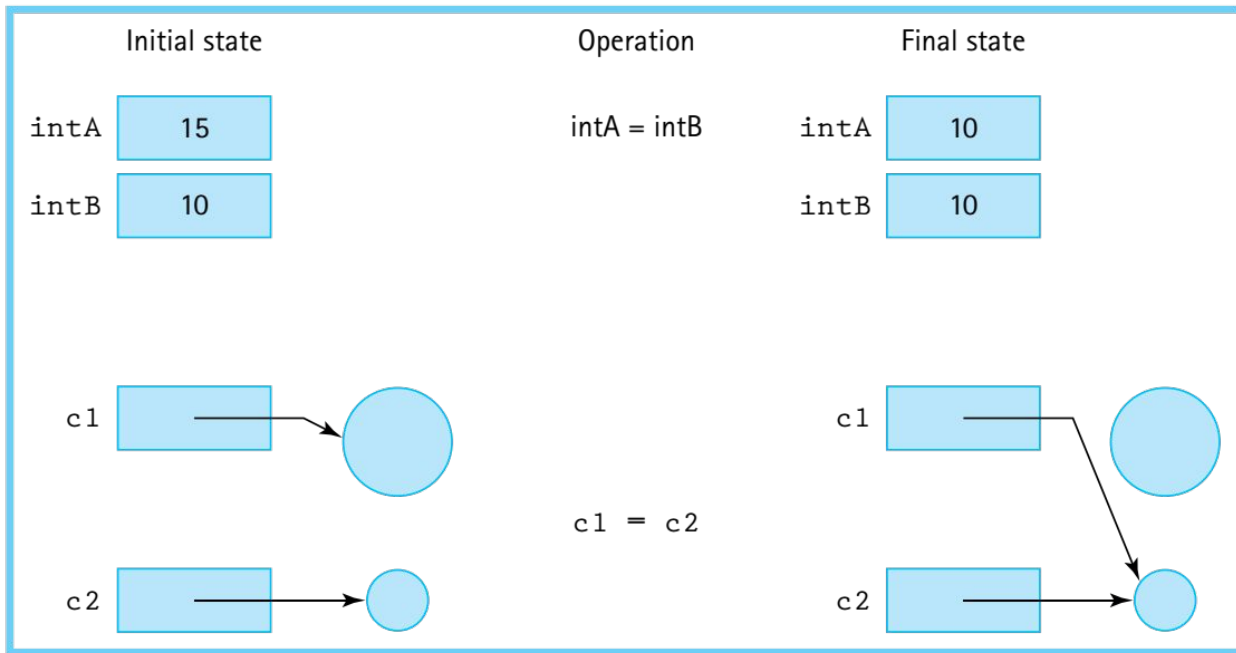 Initial state Operation Final state
intA 15 intA = intB intA 10
intB 10 intB 10
c1 c1
c1 = c2
c2 c2